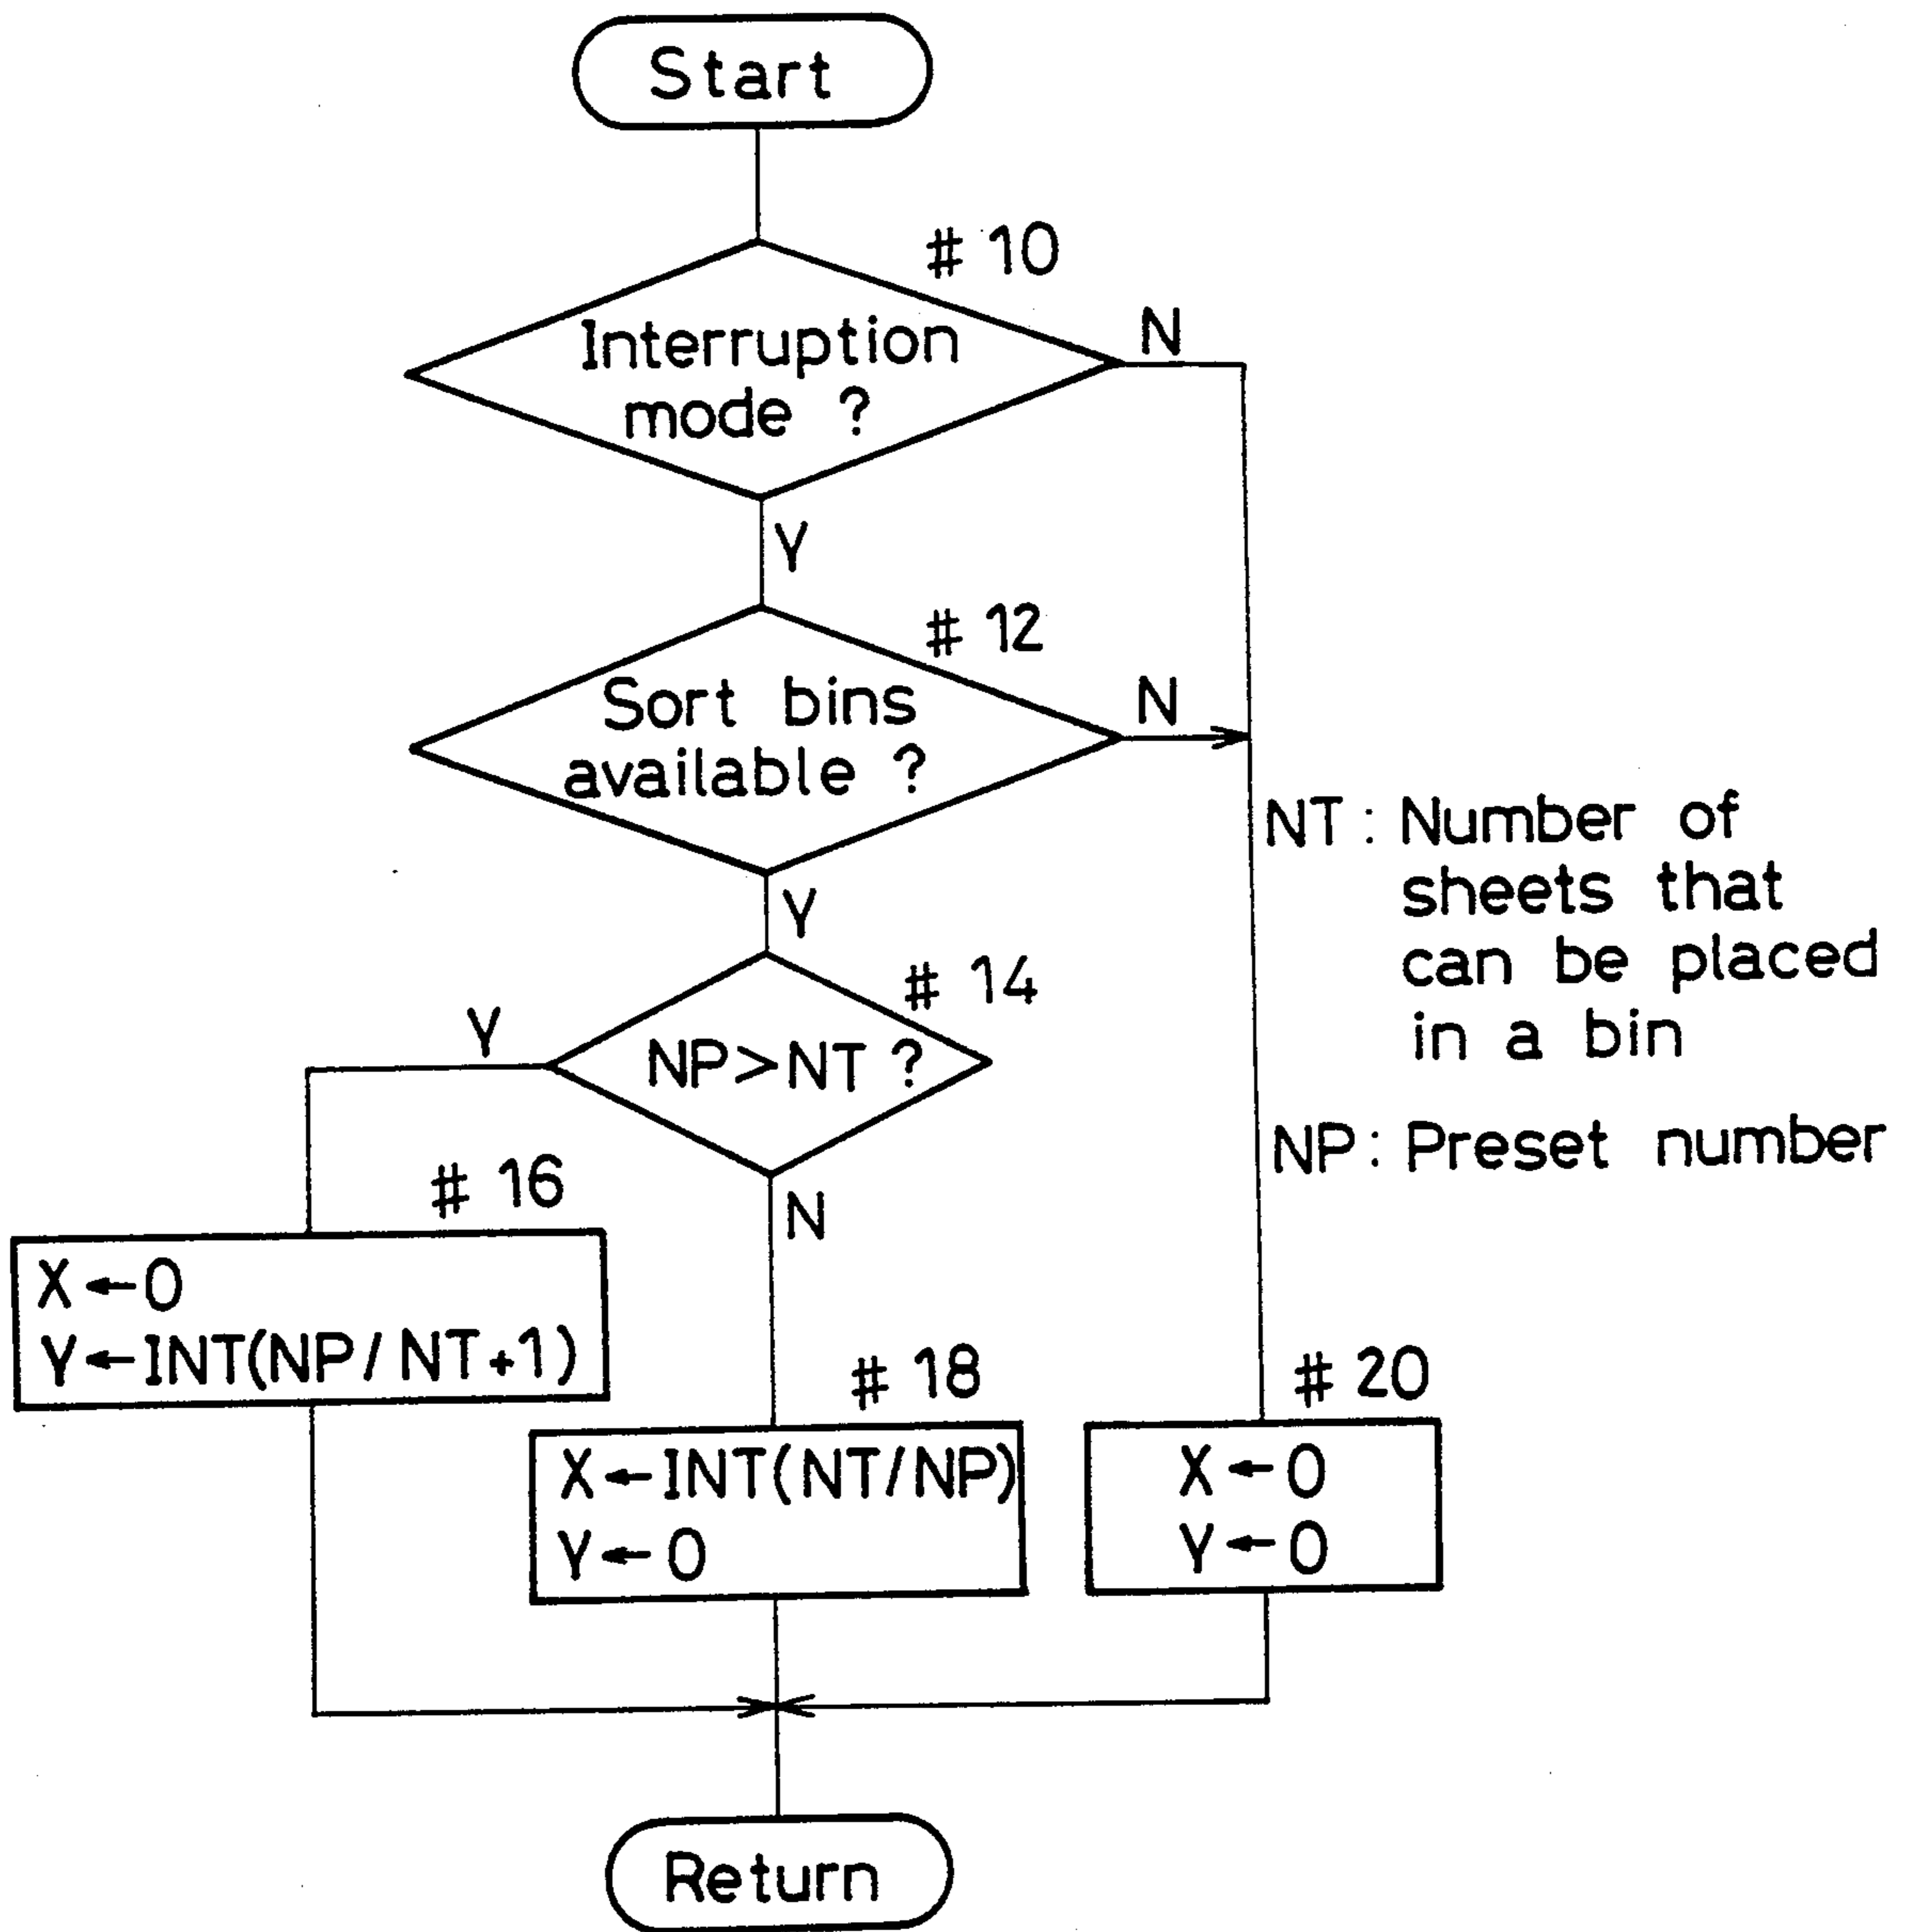 Start
# 10
Interruption
mode ?
N
Y
# 12
Sort bins
available ?
N
Y
NT : Number of
sheets that
can be placed
in a bin
NP : Preset number
# 14
NP>NT ?
Y
N
# 16
X←0
Y←INT(NP/NT+1)
# 18
X←INT(NT/NP)
Y←0
# 20
X←0
Y←0
Return